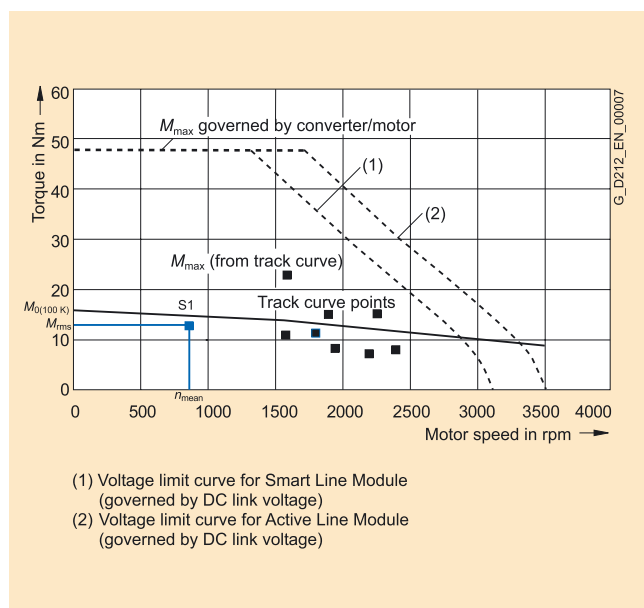 60
50
40
30
20
10
0
Torque in Nm
G_D212_EN_00007
Mmax governed by converter/motor
(1)
(2)
Mmax (from track curve)
S1
Track curve points
M0(100 K)
Mrms
nmean
0 500 1000 1500 2000 2500 3000 3500 4000
Motor speed in rpm
(1) Voltage limit curve for Smart Line Module
(governed by DC link voltage)
(2) Voltage limit curve for Active Line Module
(governed by DC link voltage)